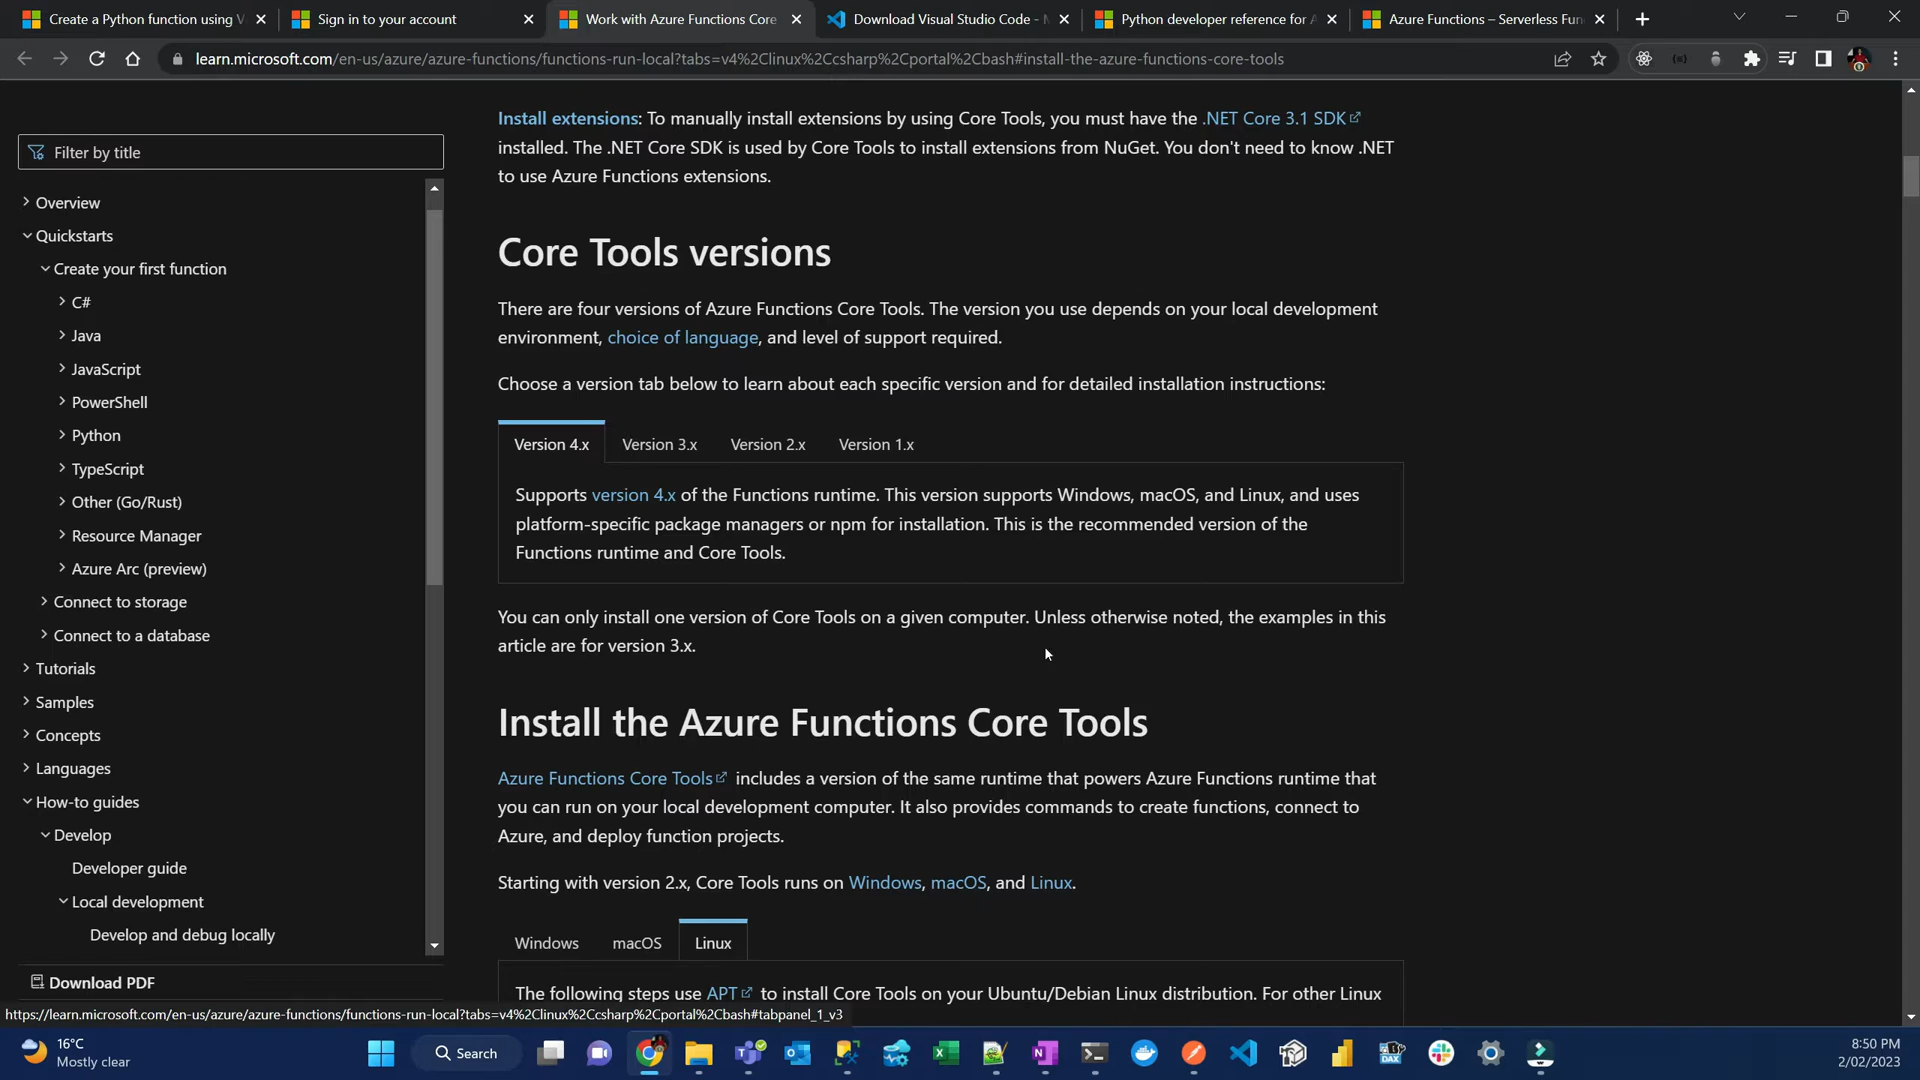 Create a Python function using V
Sign in to your account
Work with Azure Functions Core
Download Visual Studio Code - M
Python developer reference for A
Azure Functions – Serverless Fun
learn.microsoft.com/en-us/azure/azure-functions/functions-run-local?tabs=v4%2Clinux%2Ccsharp%2Cportal%2Cbash#install-the-azure-functions-core-tools
Filter by title
Overview
Quickstarts
Create your first function
C#
Java
JavaScript
PowerShell
Python
TypeScript
Other (Go/Rust)
Resource Manager
Azure Arc (preview)
Connect to storage
Connect to a database
Tutorials
Samples
Concepts
Languages
How-to guides
Develop
Developer guide
Local development
Develop and debug locally
Download PDF
Install extensions: To manually install extensions by using Core Tools, you must have the .NET Core 3.1 SDK
installed. The .NET Core SDK is used by Core Tools to install extensions from NuGet. You don't need to know .NET
to use Azure Functions extensions.
Core Tools versions
There are four versions of Azure Functions Core Tools. The version you use depends on your local development
environment, choice of language, and level of support required.
Choose a version tab below to learn about each specific version and for detailed installation instructions:
Version 4.x Version 3.x Version 2.x Version 1.x
Supports version 4.x of the Functions runtime. This version supports Windows, macOS, and Linux, and uses
platform-specific package managers or npm for installation. This is the recommended version of the
Functions runtime and Core Tools.
You can only install one version of Core Tools on a given computer. Unless otherwise noted, the examples in this
article are for version 3.x.
Install the Azure Functions Core Tools
Azure Functions Core Tools includes a version of the same runtime that powers Azure Functions runtime that
you can run on your local development computer. It also provides commands to create functions, connect to
Azure, and deploy function projects.
Starting with version 2.x, Core Tools runs on Windows, macOS, and Linux.
Windows macOS Linux
The following steps use APT to install Core Tools on your Ubuntu/Debian Linux distribution. For other Linux
https://learn.microsoft.com/en-us/azure/azure-functions/functions-run-local?tabs=v4%2Clinux%2Ccsharp%2Cportal%2Cbash#tabpanel_1_v3
16°C
Mostly clear
Search
DAX
8:50 PM
2/02/2023